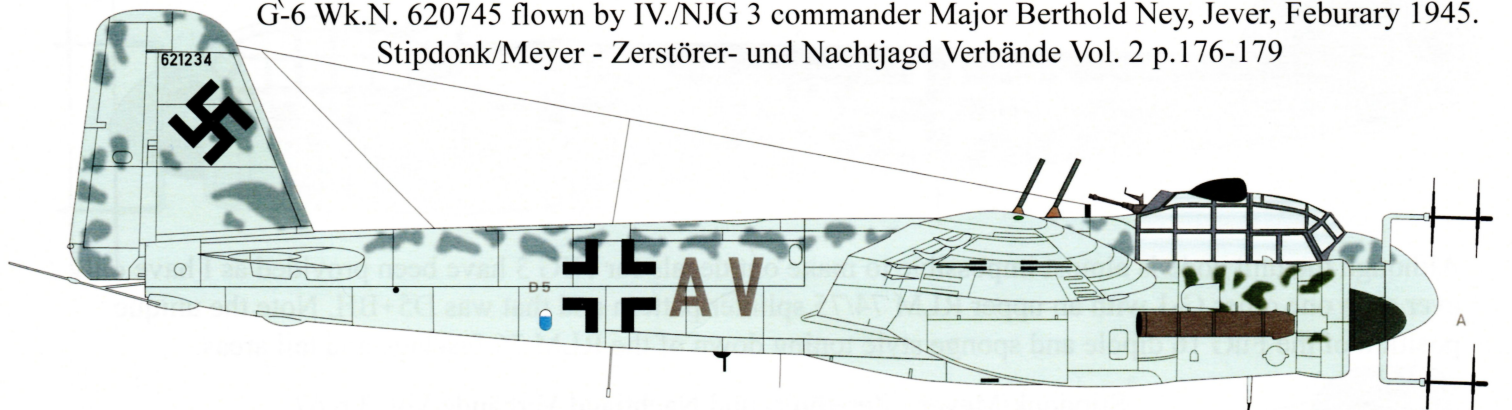 G-6 Wk.N. 620745 flown by IV./NJG 3 commander Major Berthold Ney, Jever, Feburary 1945.
Stipdonk/Meyer - Zerstörer- und Nachtjagd Verbände Vol. 2 p.176-179
621234
D5
AV
A